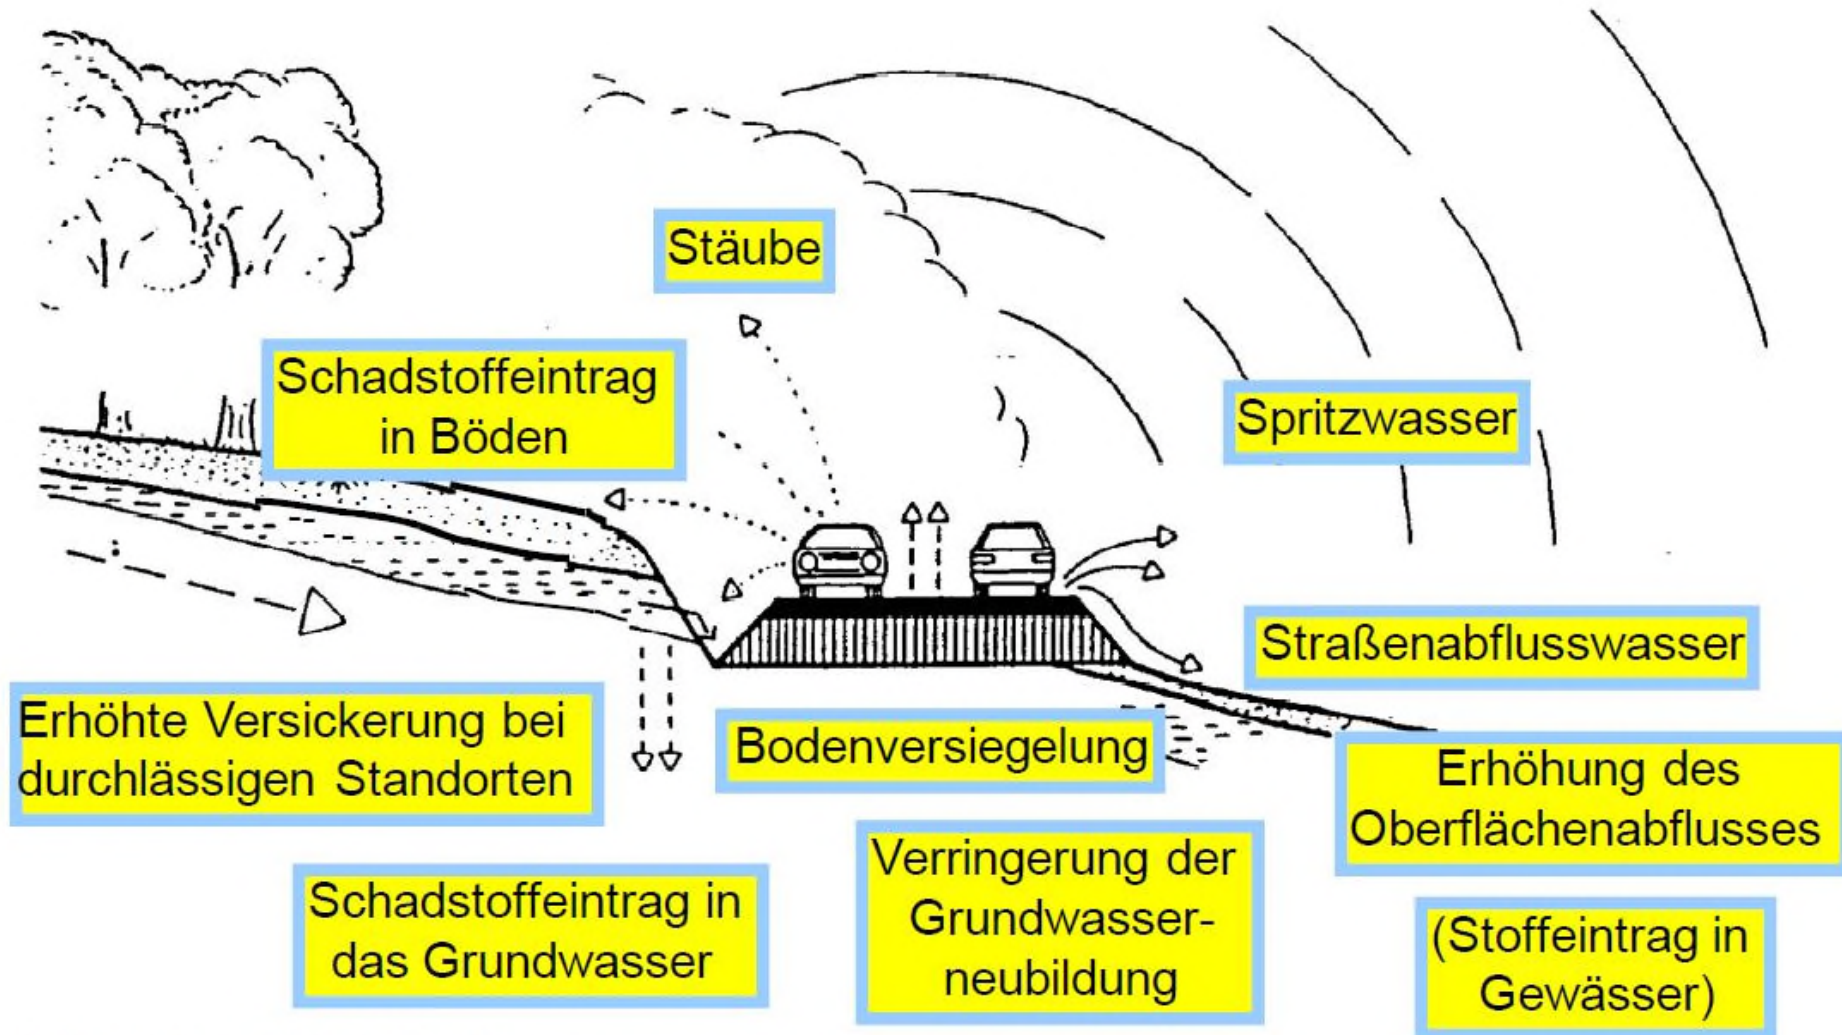 Stäube
Schadstoffeintrag
in Böden
Spritzwasser
Straßenabflusswasser
Erhöhte Versickerung bei
durchlässigen Standorten
Bodenversiegelung
Erhöhung des
Oberflächenabflusses
Schadstoffeintrag in
das Grundwasser
Verringerung der
Grundwasser-
neubildung
(Stoffeintrag in
Gewässer)